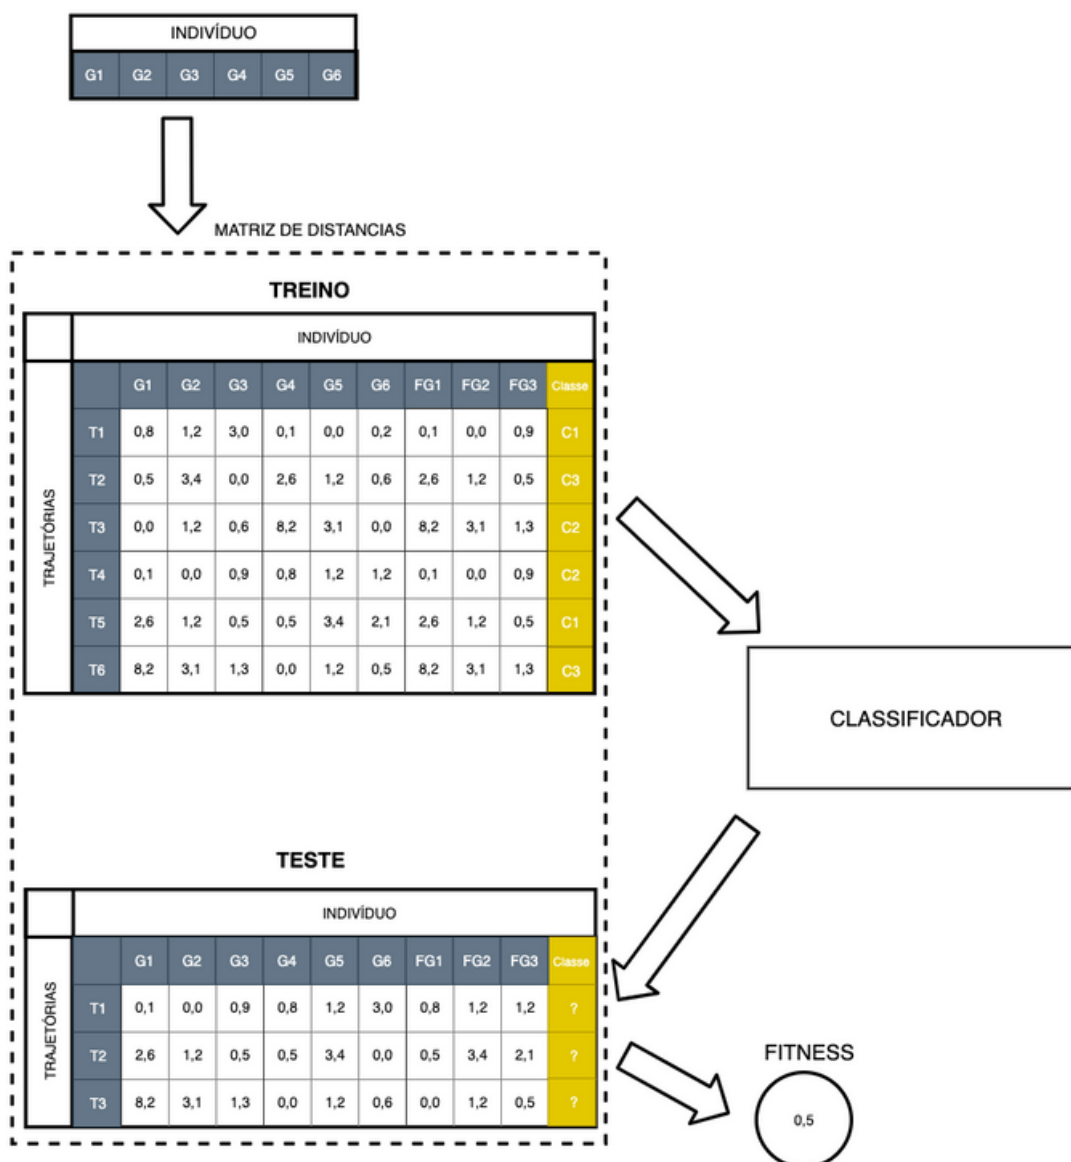 INDIVÍDUO
G1 G2 G3 G4 G5 G6
MATRIZ DE DISTANCIAS
TREINO
INDIVÍDUO
TRAJETÓRIAS
G1 G2 G3 G4 G5 G6 FG1 FG2 FG3 Classe
T1 0,8 1,2 3,0 0,1 0,0 0,2 0,1 0,0 0,9 C1
T2 0,5 3,4 0,0 2,6 1,2 0,6 2,6 1,2 0,5 C3
T3 0,0 1,2 0,6 8,2 3,1 0,0 8,2 3,1 1,3 C2
T4 0,1 0,0 0,9 0,8 1,2 1,2 0,1 0,0 0,9 C2
T5 2,6 1,2 0,5 0,5 3,4 2,1 2,6 1,2 0,5 C1
T6 8,2 3,1 1,3 0,0 1,2 0,5 8,2 3,1 1,3 C3
CLASSIFICADOR
TESTE
INDIVÍDUO
TRAJETÓRIAS
G1 G2 G3 G4 G5 G6 FG1 FG2 FG3 Classe
T1 0,1 0,0 0,9 0,8 1,2 3,0 0,8 1,2 1,2 ?
T2 2,6 1,2 0,5 0,5 3,4 0,0 0,5 3,4 2,1 ?
T3 8,2 3,1 1,3 0,0 1,2 0,6 0,0 1,2 0,5 ?
FITNESS
0,5